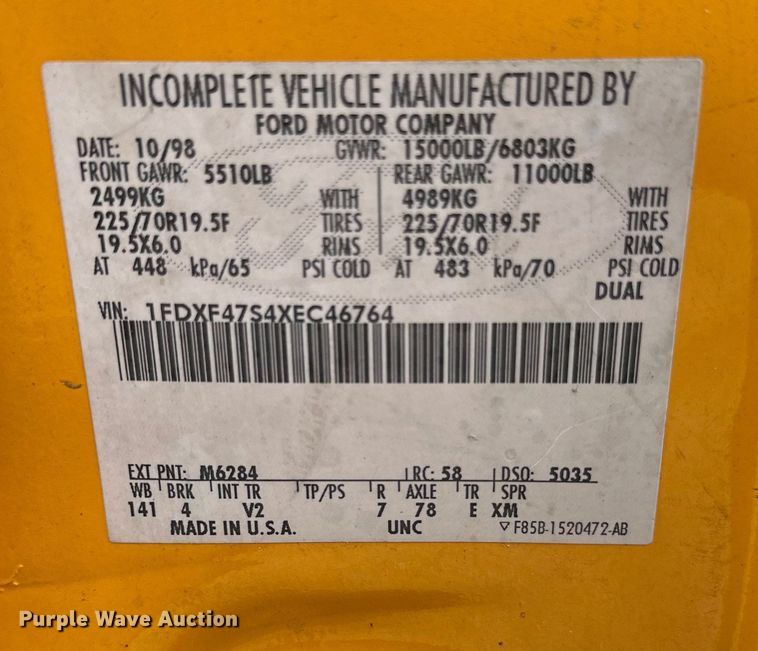 INCOMPLETE VEHICLE MANUFACTURED BY
FORD MOTOR COMPANY
DATE: 10/98 GVWR: 15000LB/6803KG
FRONT GAWR: 5510LB REAR GAWR: 11000LB
2499KG WITH 4989KG WITH
225/70R19.5F TIRES 225/70R19.5F TIRES
19.5X6.0 RIMS 19.5X6.0 RIMS
AT 448 kPa/65 PSI COLD AT 483 kPa/70 PSI COLD
DUAL
VIN: 1FDXF47S4XEC46764
EXT PNT: M6284 RC: 58 DSO: 5035
WB BRK INT TR TP/PS R AXLE TR SPR
141 4 V2 7 78 E XM
MADE IN U.S.A. UNC ▽ F85B-1520472-AB
Purple Wave Auction